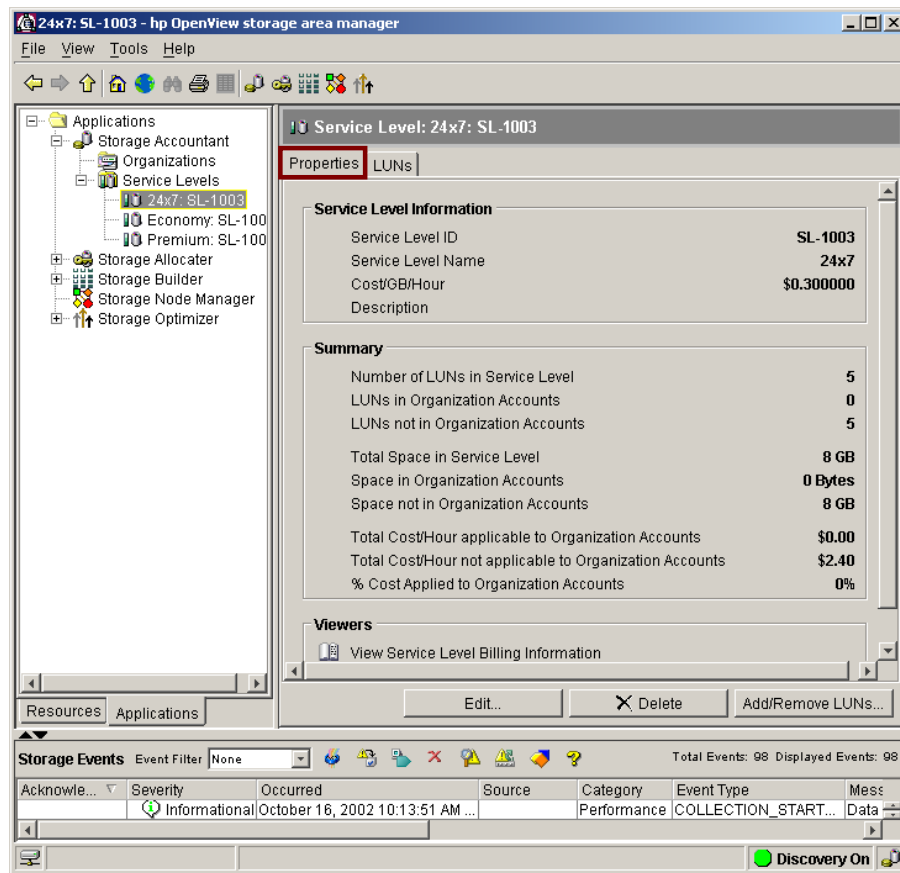 24x7: SL-1003 - hp OpenView storage area manager
File View Tools Help
Applications
Storage Accountant
Organizations
Service Levels
24x7: SL-1003
Economy: SL-100
Premium: SL-100
Storage Allocater
Storage Builder
Storage Node Manager
Storage Optimizer
Resources Applications
Service Level: 24x7: SL-1003
Properties LUNs
Service Level Information
Service Level ID SL-1003
Service Level Name 24x7
Cost/GB/Hour $0.300000
Description
Summary
Number of LUNs in Service Level 5
LUNs in Organization Accounts 0
LUNs not in Organization Accounts 5
Total Space in Service Level 8 GB
Space in Organization Accounts 0 Bytes
Space not in Organization Accounts 8 GB
Total Cost/Hour applicable to Organization Accounts $0.00
Total Cost/Hour not applicable to Organization Accounts $2.40
% Cost Applied to Organization Accounts 0%
Viewers
View Service Level Billing Information
Edit... Delete Add/Remove LUNs...
Storage Events Event Filter None Total Events: 98 Displayed Events: 98
Acknowle... Severity Occurred Source Category Event Type Mess
Informational October 16, 2002 10:13:51 AM ... Performance COLLECTION_START... Data
Discovery On